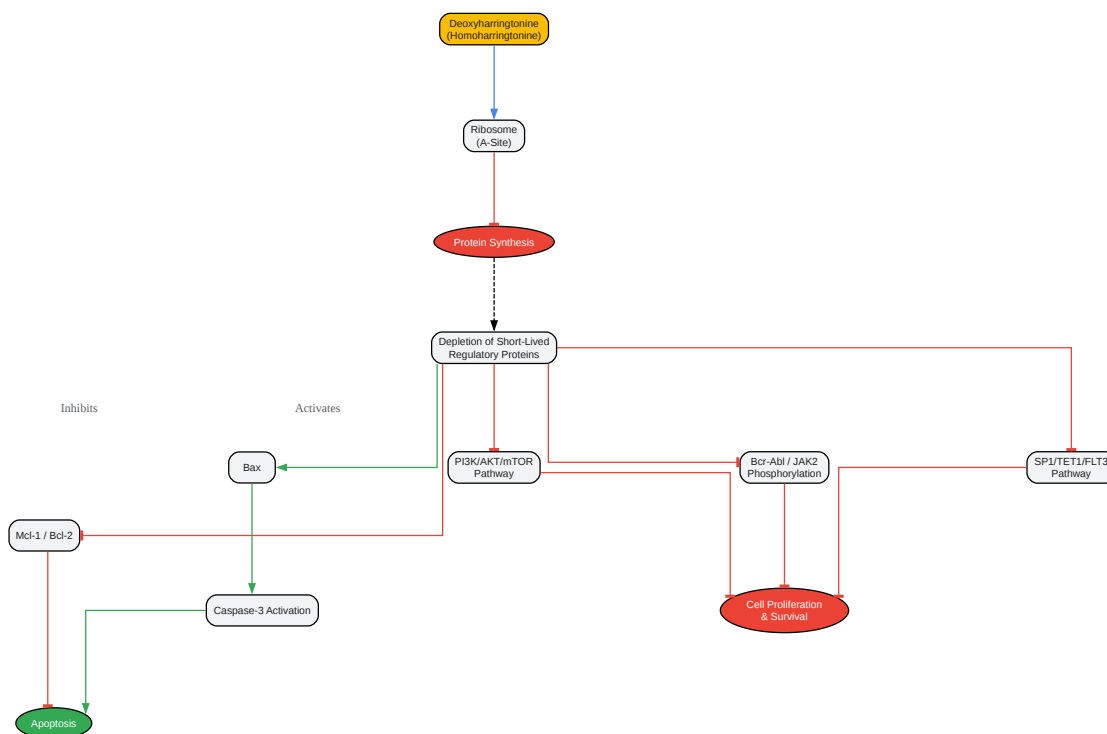 Deoxyharringtonine
(Homoharringtonine)
Ribosome
(A-Site)
Protein Synthesis
Depletion of Short-Lived
Regulatory Proteins
Inhibits
Activates
Bax
PI3K/AKT/mTOR
Pathway
Bcr-Abl / JAK2
Phosphorylation
SP1/TET1/FLT3
Pathway
Mcl-1 / Bcl-2
Caspase-3 Activation
Cell Proliferation
& Survival
Apoptosis